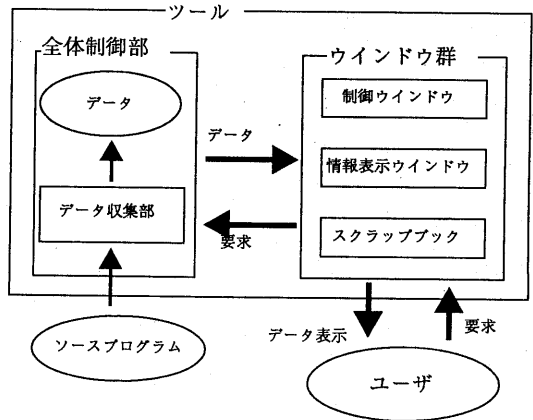 ツール
全体制御部
データ
データ収集部
ソースプログラム
データ
要求
ウインドウ群
制御ウインドウ
情報表示ウインドウ
スクラップブック
データ表示
要求
ユーザ